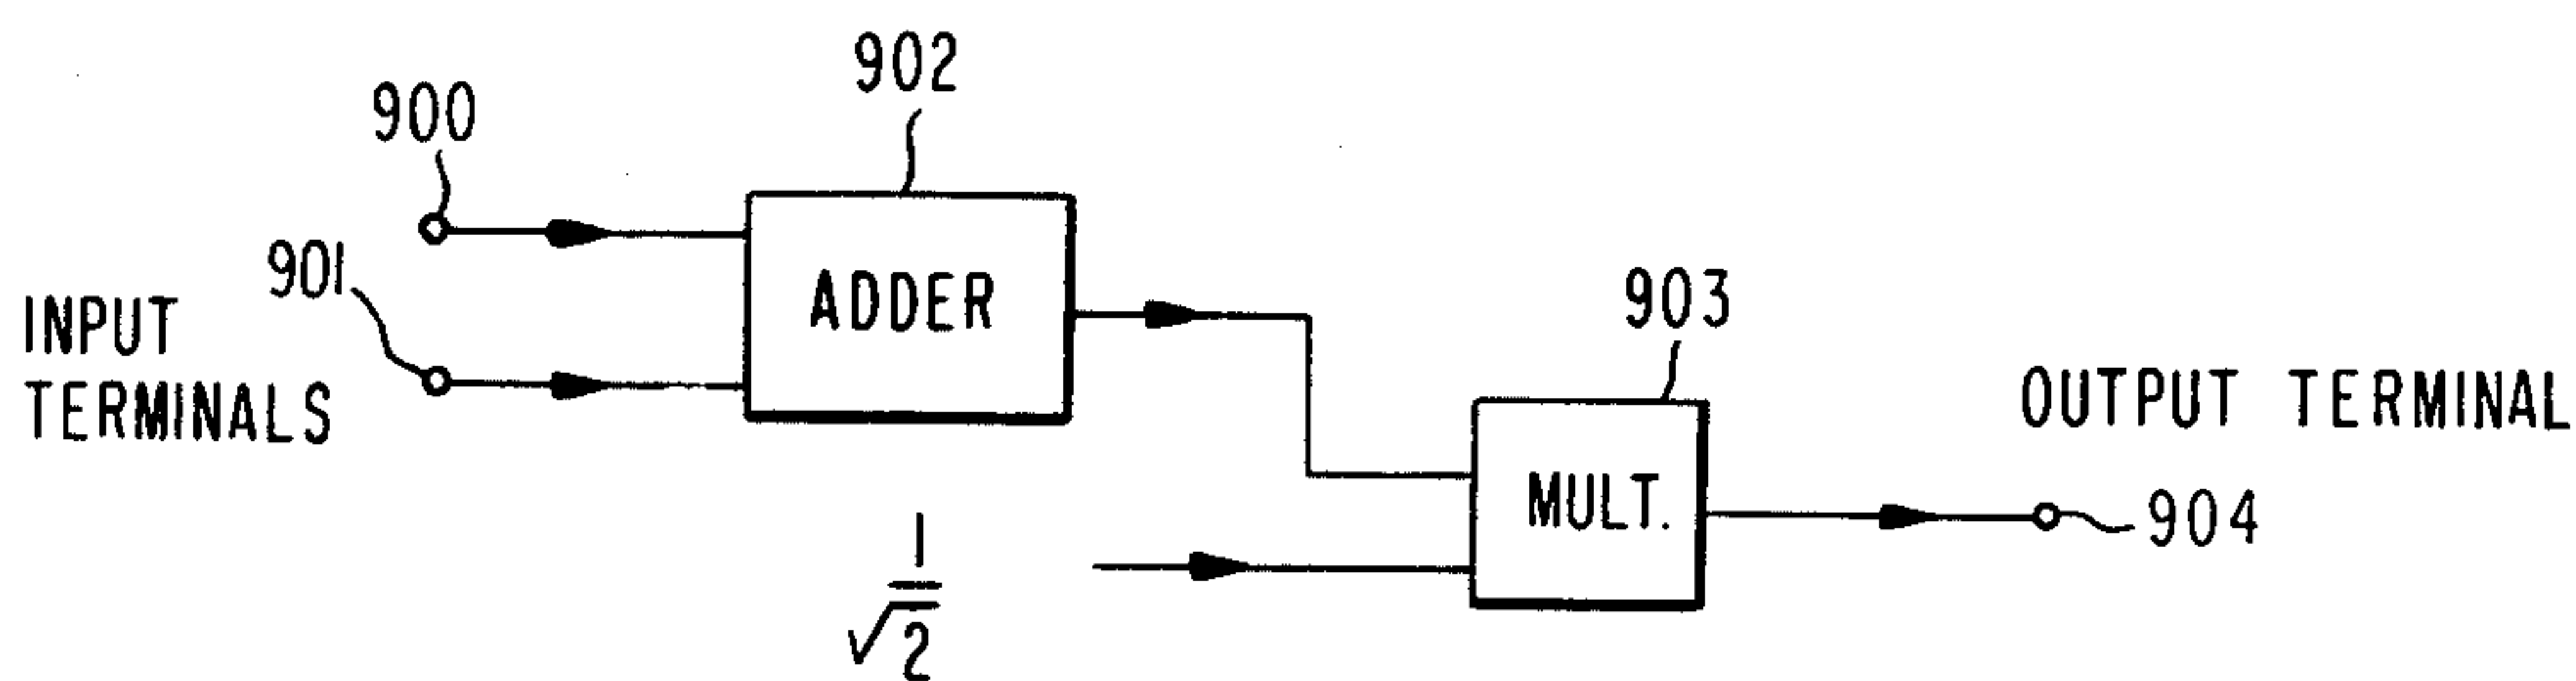 902
900
901
INPUT
TERMINALS
ADDER
903
MULT.
OUTPUT TERMINAL
904
1
√2